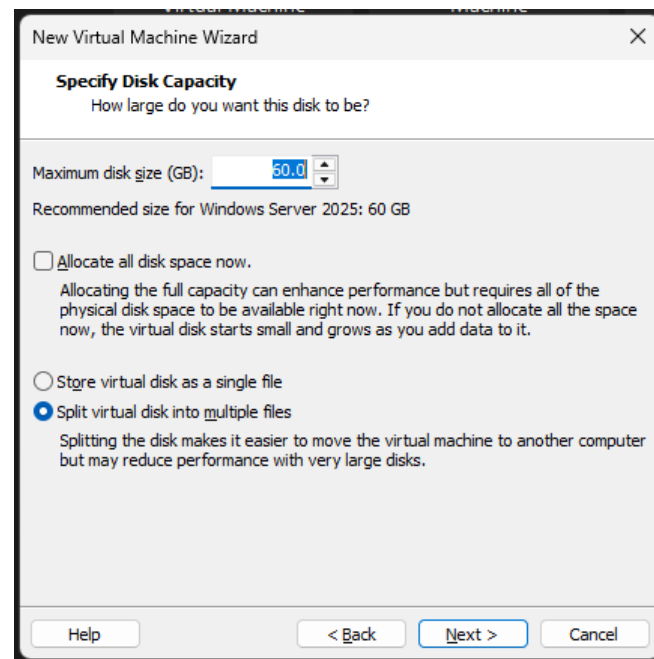 Virtual Machine Machine
New Virtual Machine Wizard
Specify Disk Capacity
How large do you want this disk to be?
Maximum disk size (GB): 60.0
Recommended size for Windows Server 2025: 60 GB
Allocate all disk space now.
Allocating the full capacity can enhance performance but requires all of the
physical disk space to be available right now. If you do not allocate all the space
now, the virtual disk starts small and grows as you add data to it.
Store virtual disk as a single file
Split virtual disk into multiple files
Splitting the disk makes it easier to move the virtual machine to another computer
but may reduce performance with very large disks.
Help < Back Next > Cancel